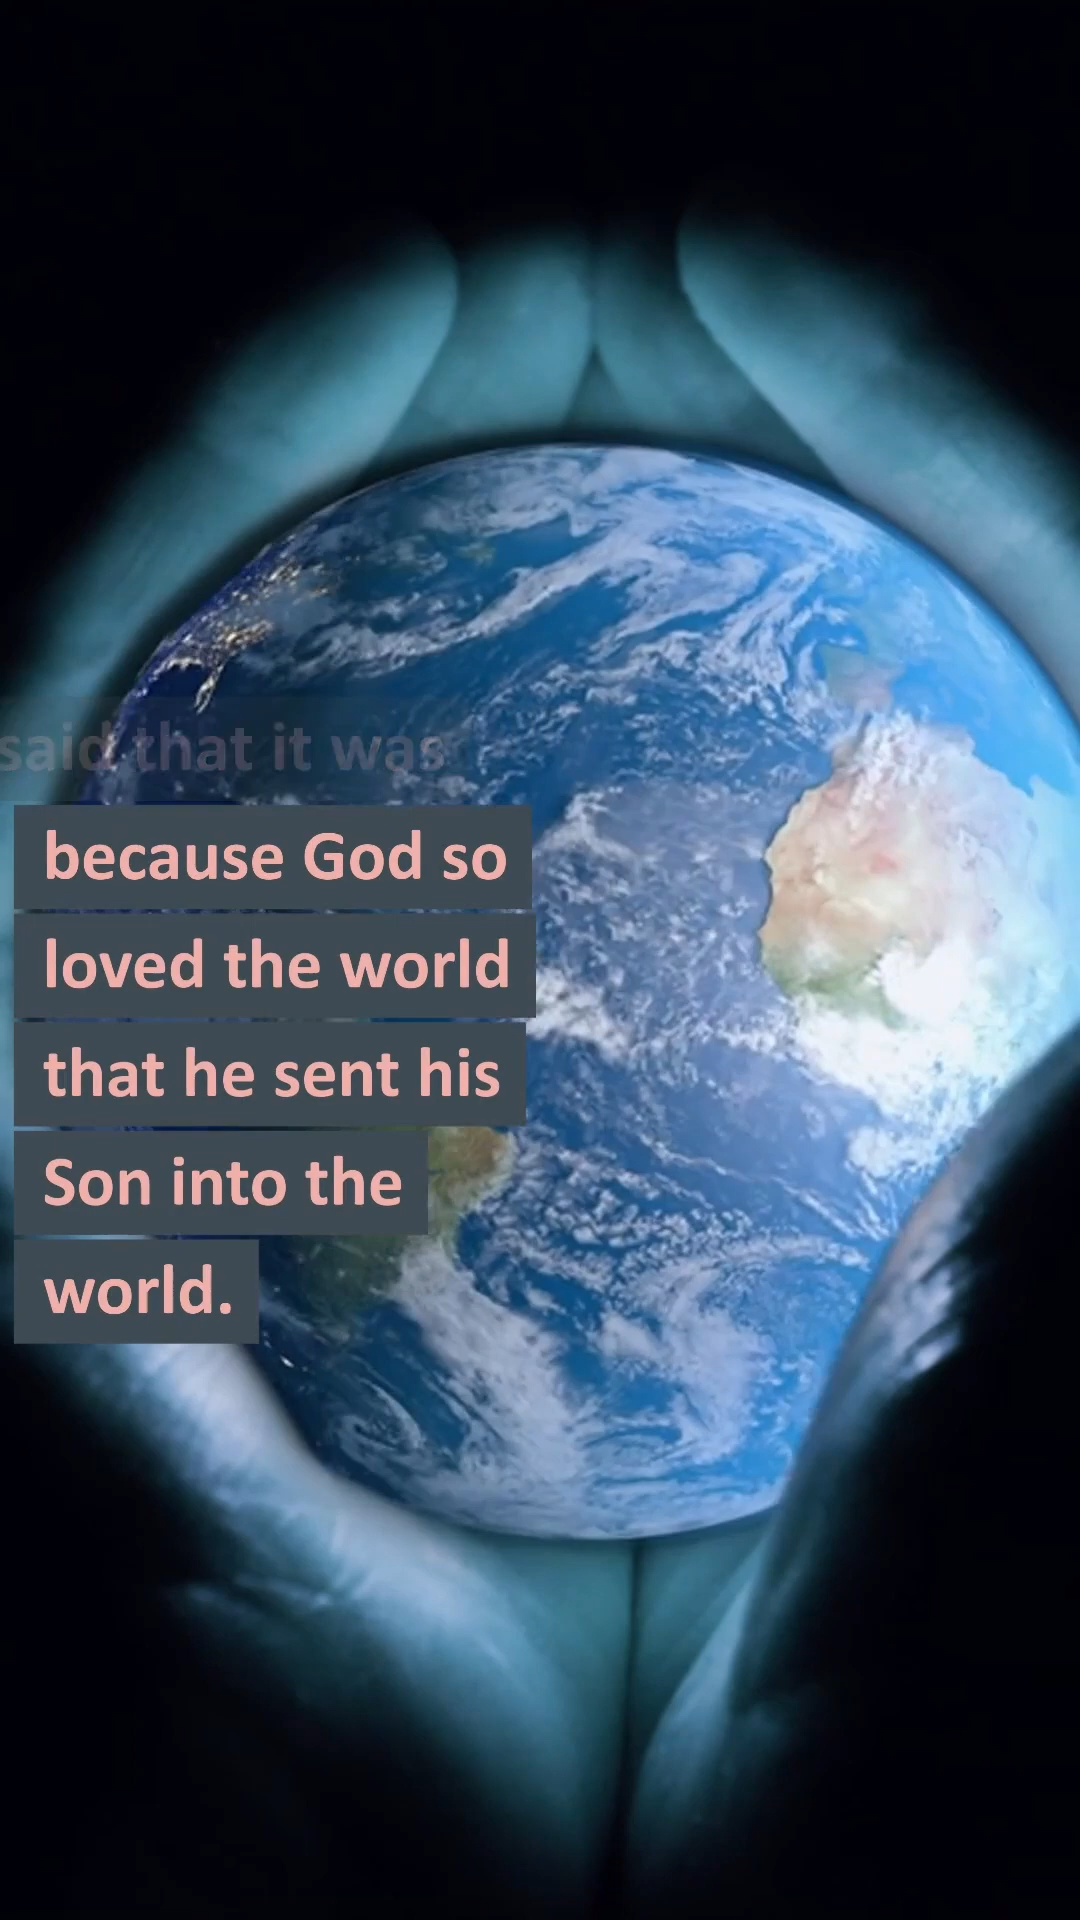 said that it was
because God so
loved the world
that he sent his
Son into the
world.